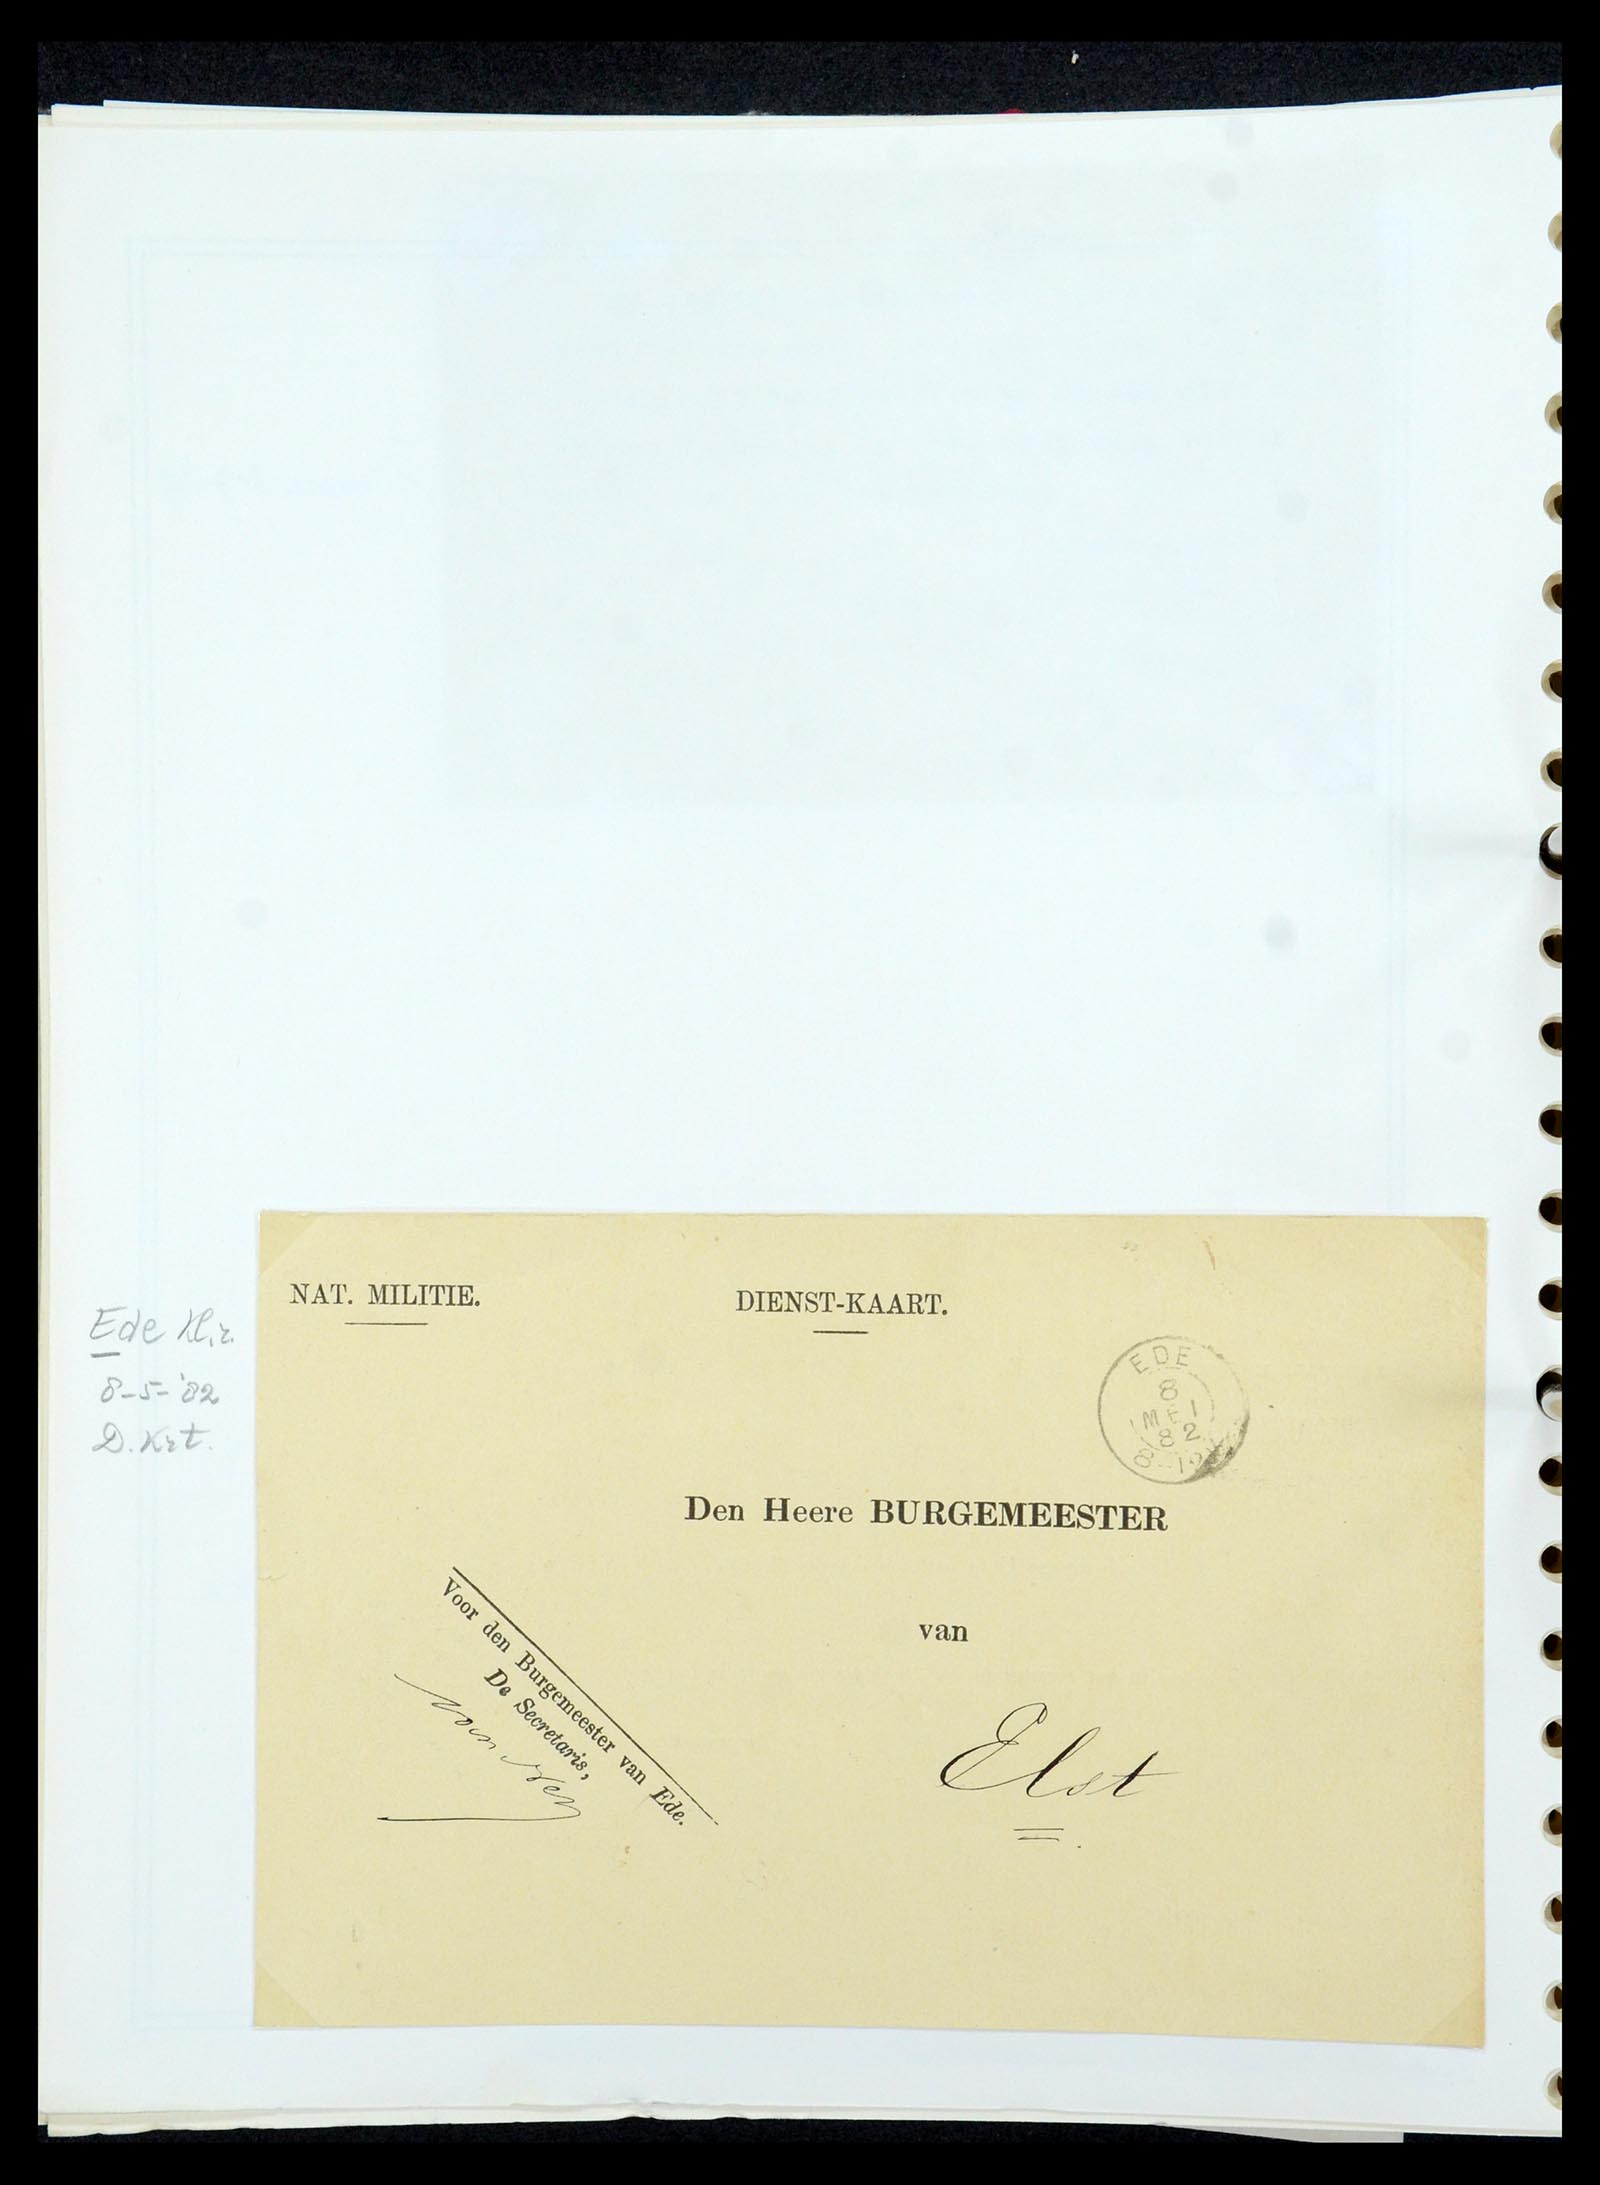 NAT. MILITIE.
DIENST-KAART.
Ede Kl.r.
8-5-'82
D. Krt.
EDE
8
MEI
82
8-12
Den Heere BURGEMEESTER
van
Elst
Voor den Burgemeester van Ede.
De Secretaris,